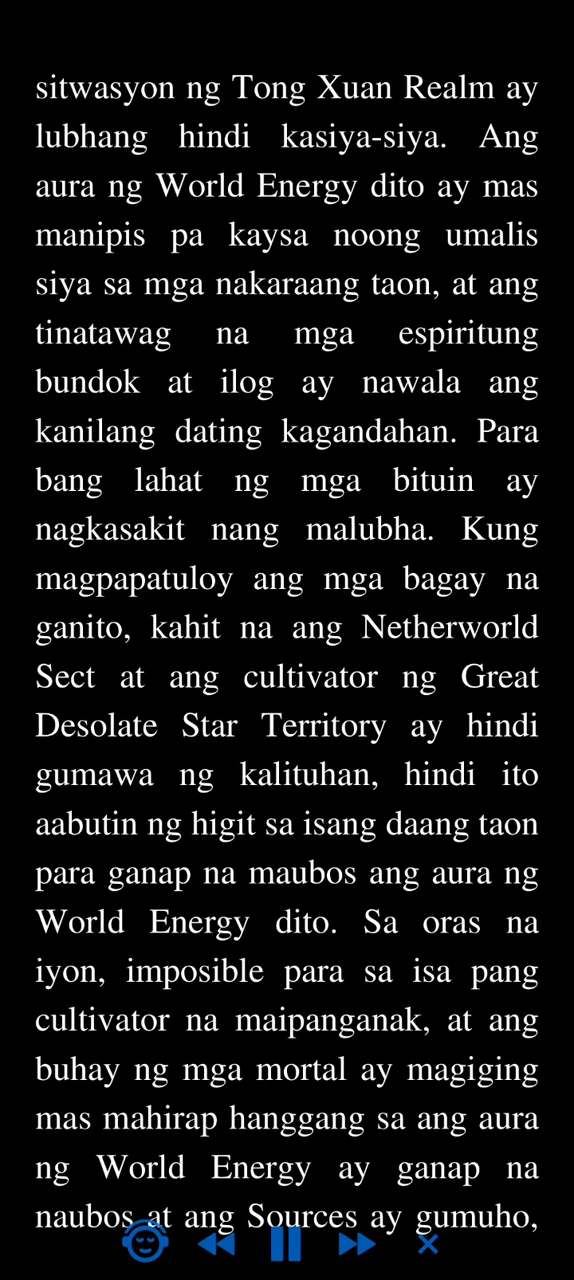 sitwasyon ng Tong Xuan Realm ay
lubhang hindi kasiya-siya. Ang
aura ng World Energy dito ay mas
manipis pa kaysa noong umalis
siya sa mga nakaraang taon, at ang
tinatawag na mga espiritung
bundok at ilog ay nawala ang
kanilang dating kagandahan. Para
bang lahat ng mga bituin ay
nagkasakit nang malubha. Kung
magpapatuloy ang mga bagay na
ganito, kahit na ang Netherworld
Sect at ang cultivator ng Great
Desolate Star Territory ay hindi
gumawa ng kalituhan, hindi ito
aabutin ng higit sa isang daang taon
para ganap na maubos ang aura ng
World Energy dito. Sa oras na
iyon, imposible para sa isa pang
cultivator na maipanganak, at ang
buhay ng mga mortal ay magiging
mas mahirap hanggang sa ang aura
ng World Energy ay ganap na
naubos at ang Sources ay gumuho,